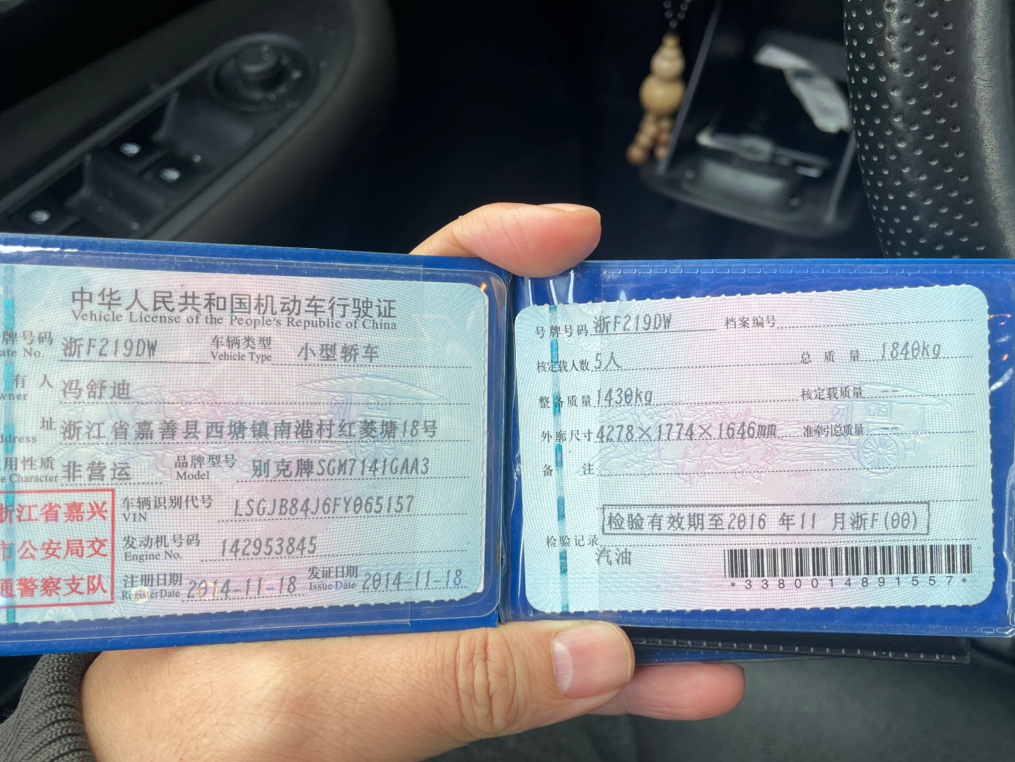 中华人民共和国机动车行驶证
Vehicle License of the People's Republic of China
牌号码 浙F219DW 车辆类型 小型轿车
ate No. Vehicle Type
有人 冯舒迪
wner
址 浙江省嘉善县西塘镇南港村红菱塘18号
ddress
用性质 非营运 品牌型号 别克牌SGM7141GAA3
e Character Model
浙江省嘉兴
市公安局交
通警察支队
车辆识别代号 LSGJB84J6FY065157
VIN
发动机号码 142953845
Engine No.
注册日期 2014-11-18 发证日期 2014-11-18
Register Date Issue Date
号牌号码 浙F219DW 档案编号
核定载人数 5人 总质量 1840kg
整备质量 1430kg 核定载质量 --
外廓尺寸 4278×1774×1646mm 准牵引总质量 --
备注
检验有效期至2016 年11 月浙F(00)
检验记录
汽油
*3380014891557*